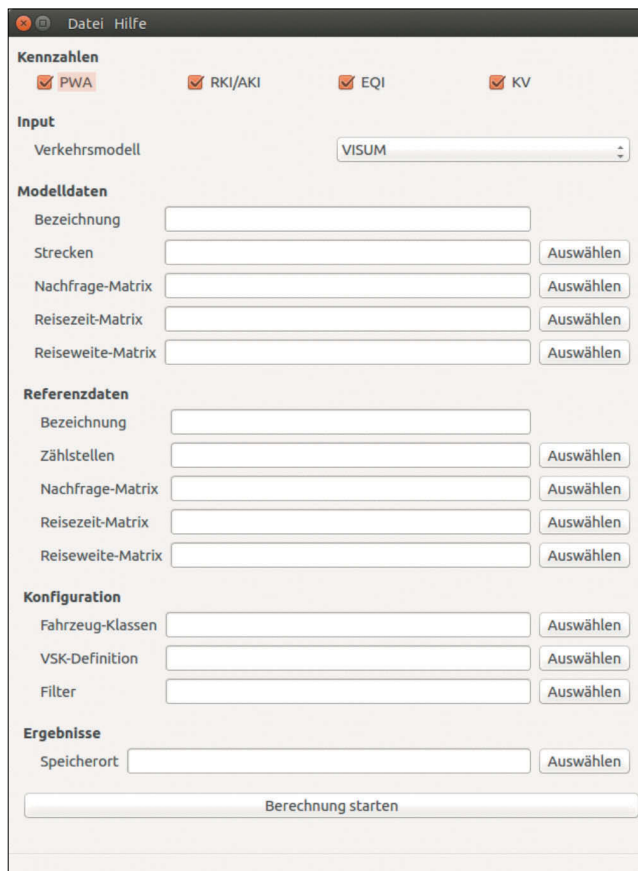 Datei Hilfe
Kennzahlen
PWA RKI/AKI EQI KV
Input
Verkehrsmodell VISUM
Modelldaten
Bezeichnung
Strecken Auswählen
Nachfrage-Matrix Auswählen
Reisezeit-Matrix Auswählen
Reiseweite-Matrix Auswählen
Referenzdaten
Bezeichnung
Zählstellen Auswählen
Nachfrage-Matrix Auswählen
Reisezeit-Matrix Auswählen
Reiseweite-Matrix Auswählen
Konfiguration
Fahrzeug-Klassen Auswählen
VSK-Definition Auswählen
Filter Auswählen
Ergebnisse
Speicherort Auswählen
Berechnung starten